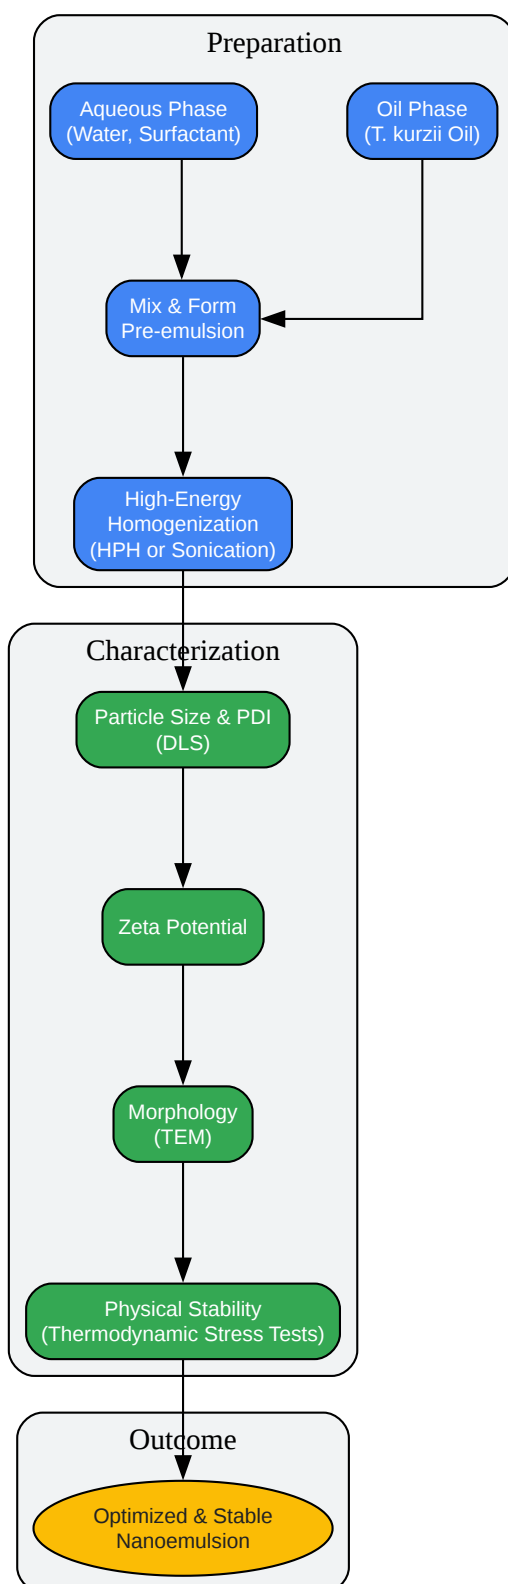 Preparation
Aqueous Phase
(Water, Surfactant)
Oil Phase
(T. kurzii Oil)
Mix & Form
Pre-emulsion
High-Energy
Homogenization
(HPH or Sonication)
Characterization
Particle Size & PDI
(DLS)
Zeta Potential
Morphology
(TEM)
Physical Stability
(Thermodynamic Stress Tests)
Outcome
Optimized & Stable
Nanoemulsion